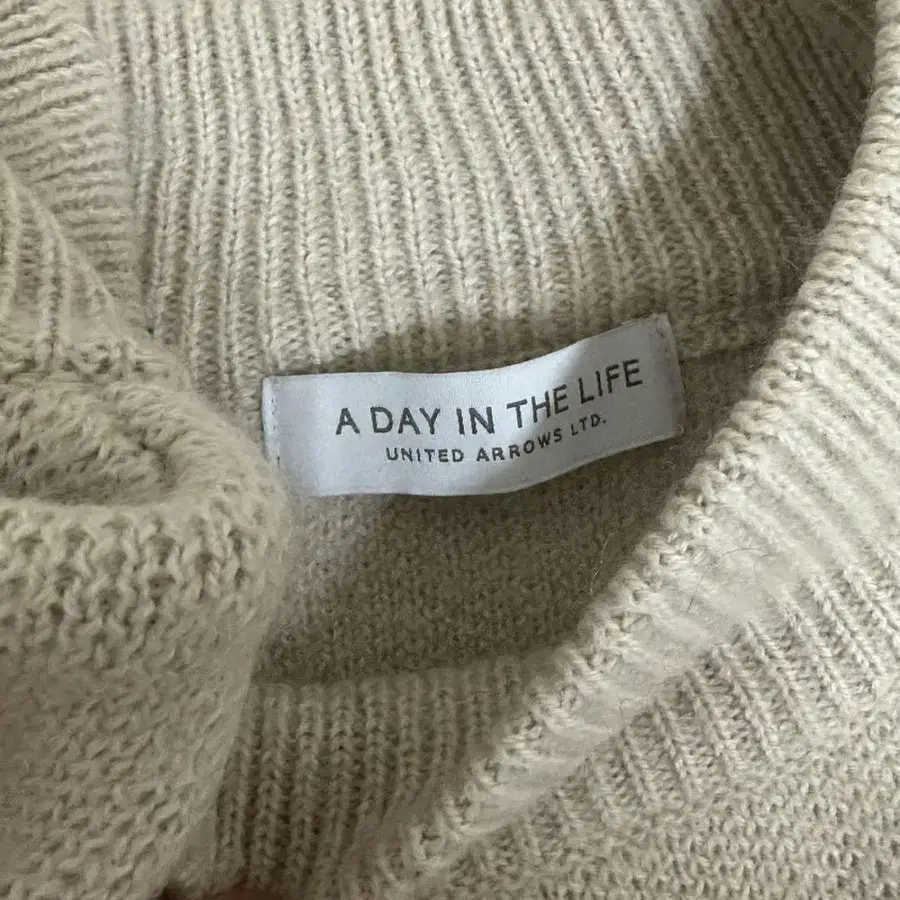 A DAY IN THE LIFE
UNITED ARROWS LTD.